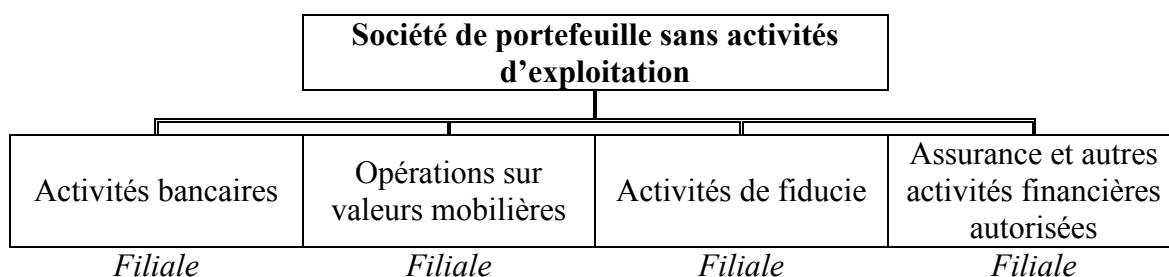 Société de portefeuille sans activités
d’exploitation
Activités bancaires
Opérations sur
valeurs mobilières
Activités de fiducie
Assurance et autres
activités financières
autorisées
Filiale
Filiale
Filiale
Filiale